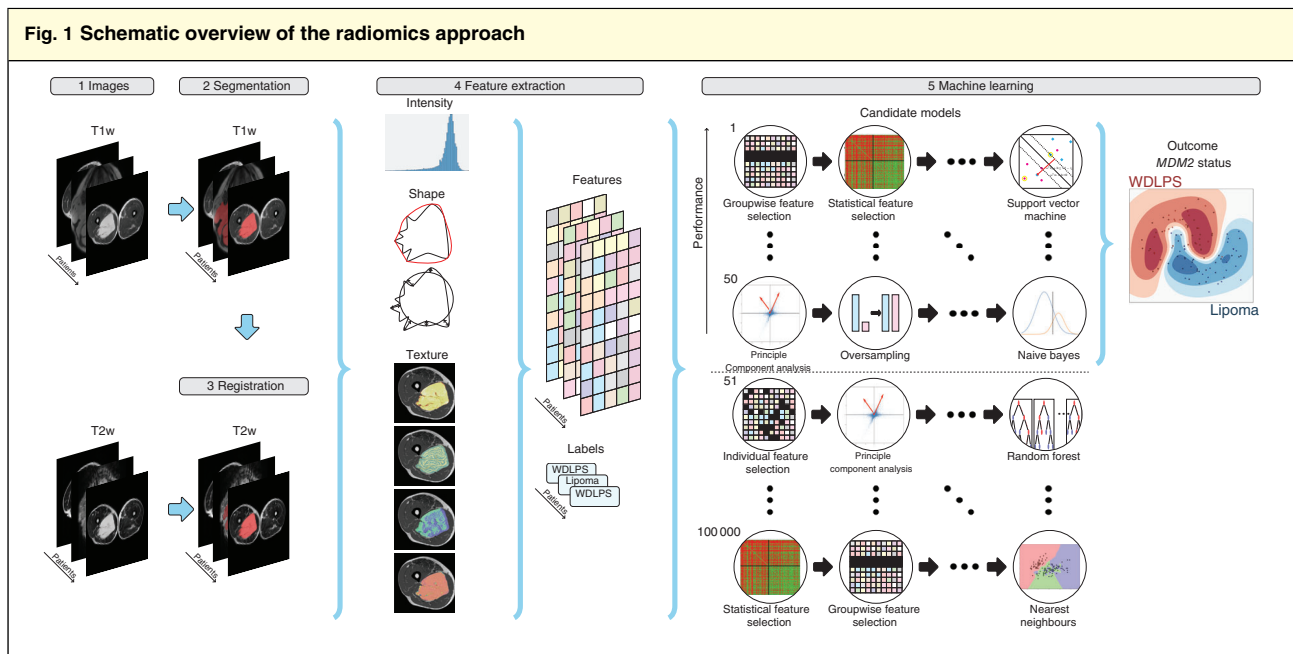 Fig. 1 Schematic overview of the radiomics approach
1 Images
2 Segmentation
T1w
T1w
Patients
Patients
3 Registration
T2w
T2w
Patients
Patients
4 Feature extraction
Intensity
Shape
Texture
Features
Patients
Labels
WDLPS
Lipoma
WDLPS
Patients
5 Machine learning
Candidate models
Performance
1
Groupwise feature
selection
Statistical feature
selection
Support vector
machine
50
Principle
Component analysis
Oversampling
Naive bayes
51
Individual feature
selection
Principle
component analysis
Random forest
100 000
Statistical feature
selection
Groupwise feature
selection
Nearest
neighbours
Outcome
MDM2 status
WDLPS
Lipoma